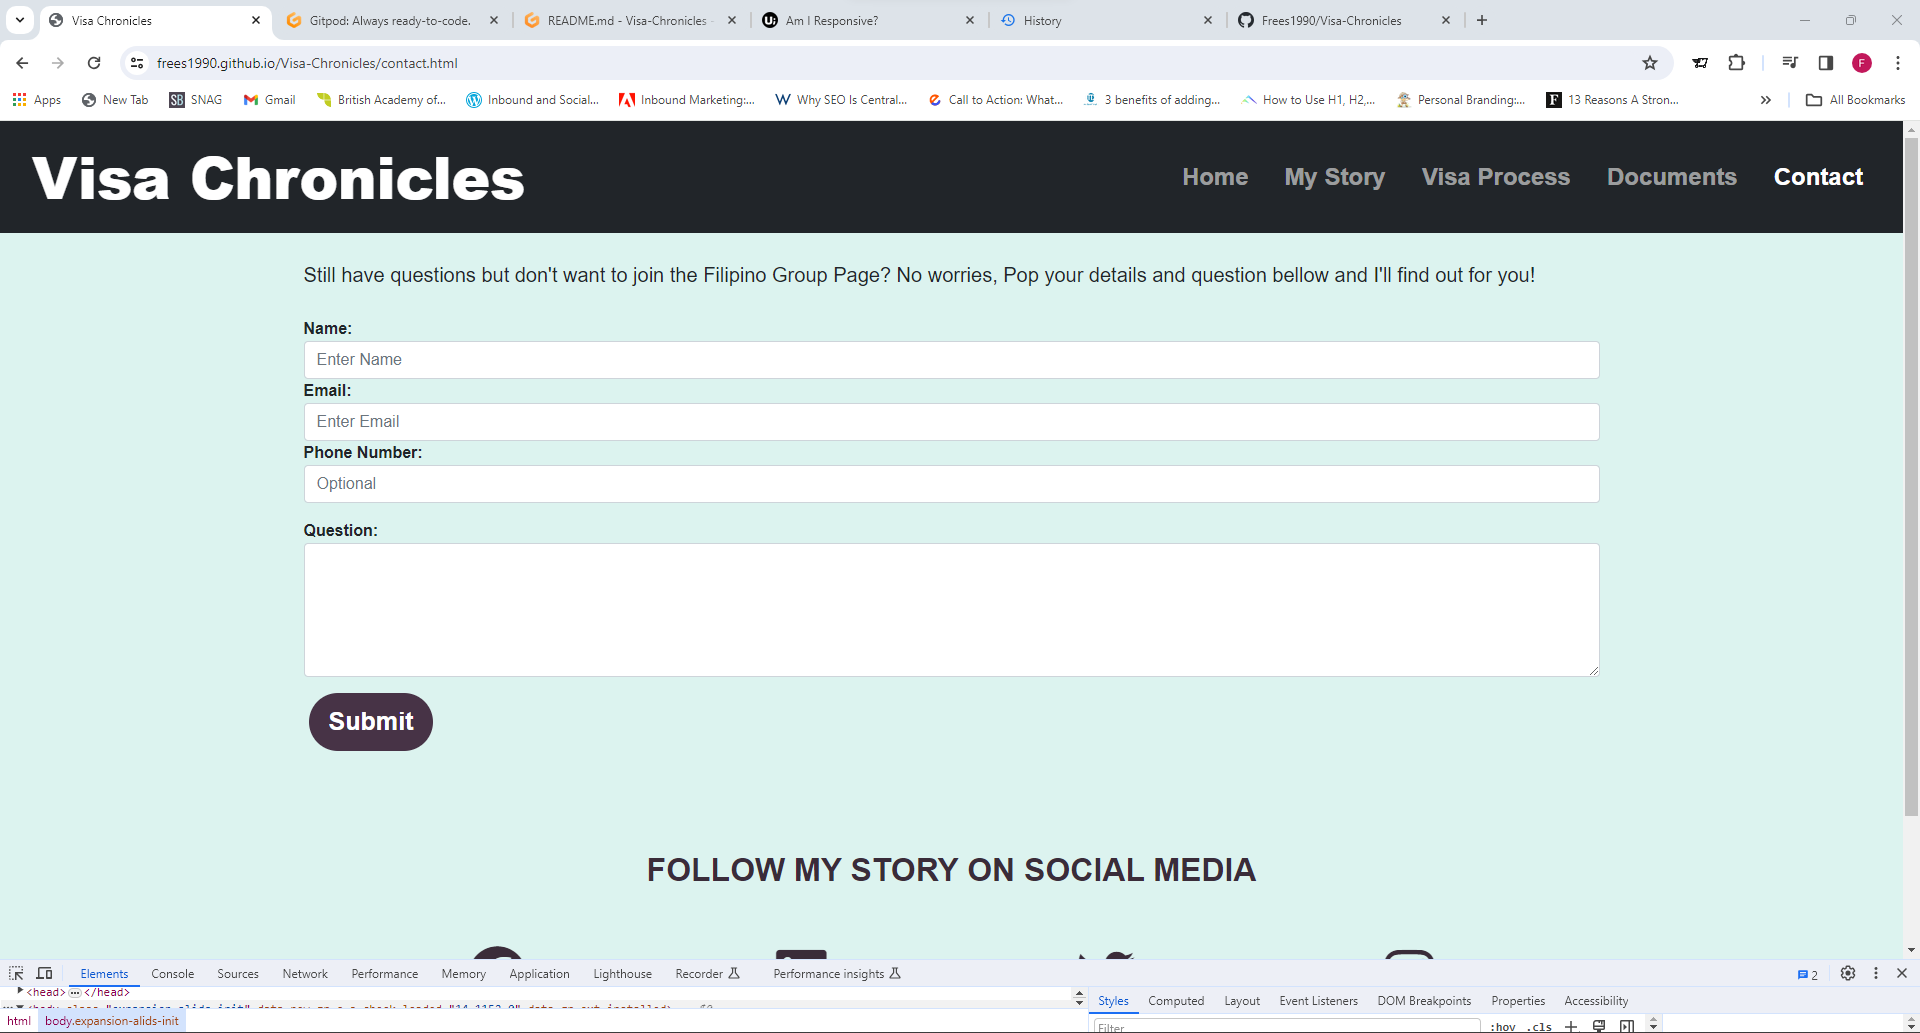 Visa Chronicles
Gitpod: Always ready-to-code.
README.md - Visa-Chronicles -
Am I Responsive?
History
Frees1990/Visa-Chronicles
frees1990.github.io/Visa-Chronicles/contact.html
F
Apps
New Tab
SB SNAG
Gmail
British Academy of...
Inbound and Social...
Inbound Marketing:...
Why SEO Is Central...
Call to Action: What...
3 benefits of adding...
How to Use H1, H2,...
Personal Branding:...
13 Reasons A Stron...
All Bookmarks
Visa Chronicles
Home My Story Visa Process Documents Contact
Still have questions but don't want to join the Filipino Group Page? No worries, Pop your details and question bellow and I'll find out for you!
Name:
Enter Name
Email:
Enter Email
Phone Number:
Optional
Question:
Submit
FOLLOW MY STORY ON SOCIAL MEDIA
Elements Console Sources Network Performance Memory Application Lighthouse Recorder Performance insights 2
<head> … </head>
Styles Computed Layout Event Listeners DOM Breakpoints Properties Accessibility
html body.expansion-alids-init
Filter :hov .cls